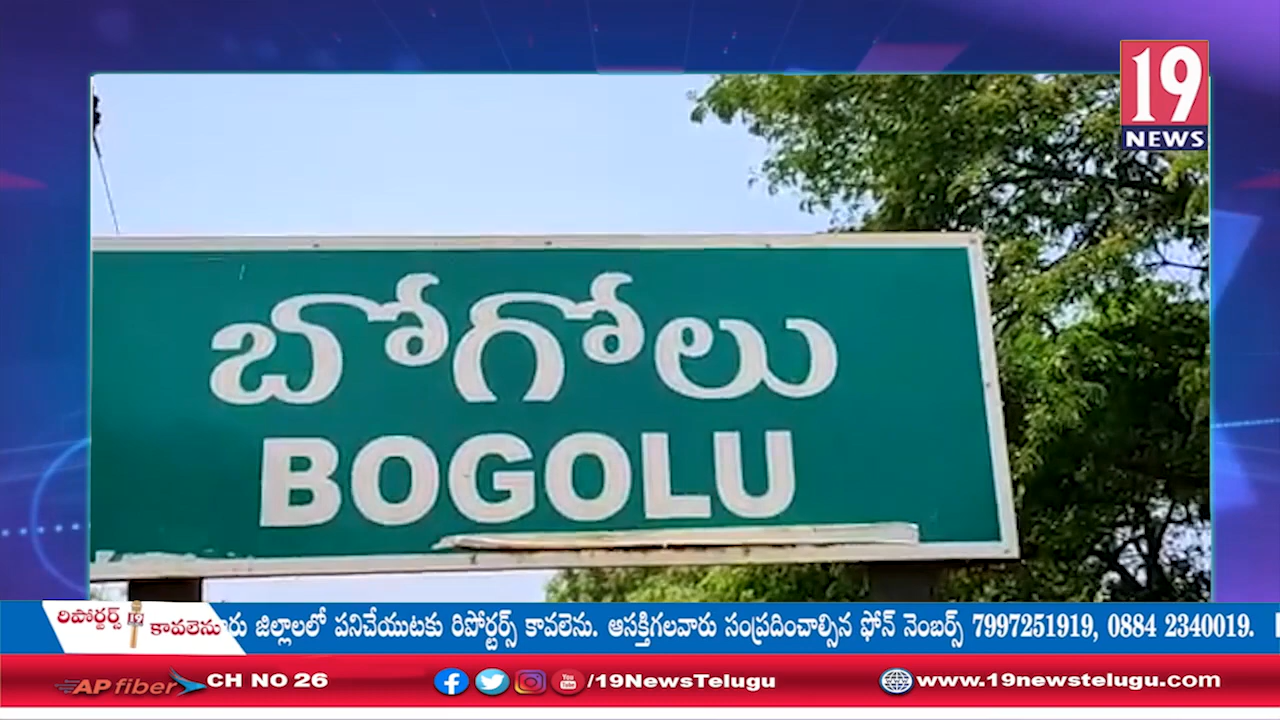 19
NEWS
బోగోలు
BOGOLU
రిపోర్టర్స్ 19
కావలెను
రు జిల్లాలలో పనిచేయుటకు రిపోర్టర్స్ కావలెను. ఆసక్తిగలవారు సంప్రదించాల్సిన ఫోన్ నెంబర్స్ 7997251919, 0884 2340019.
AP fiber CH NO 26 /19NewsTelugu www.19newstelugu.com